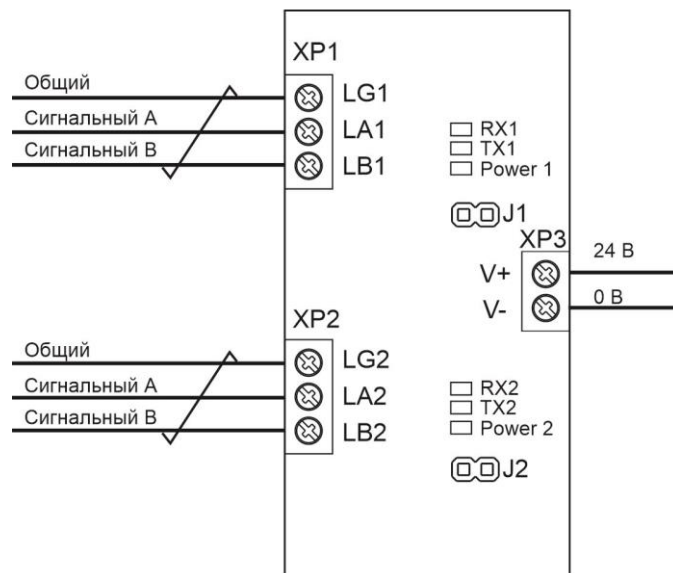 XP1
Общий
LG1
Сигнальный А
LA1
Сигнальный В
LB1
RX1
TX1
Power 1
J1
XP3
V+
24 В
V-
0 В
XP2
Общий
LG2
Сигнальный А
LA2
Сигнальный В
LB2
RX2
TX2
Power 2
J2